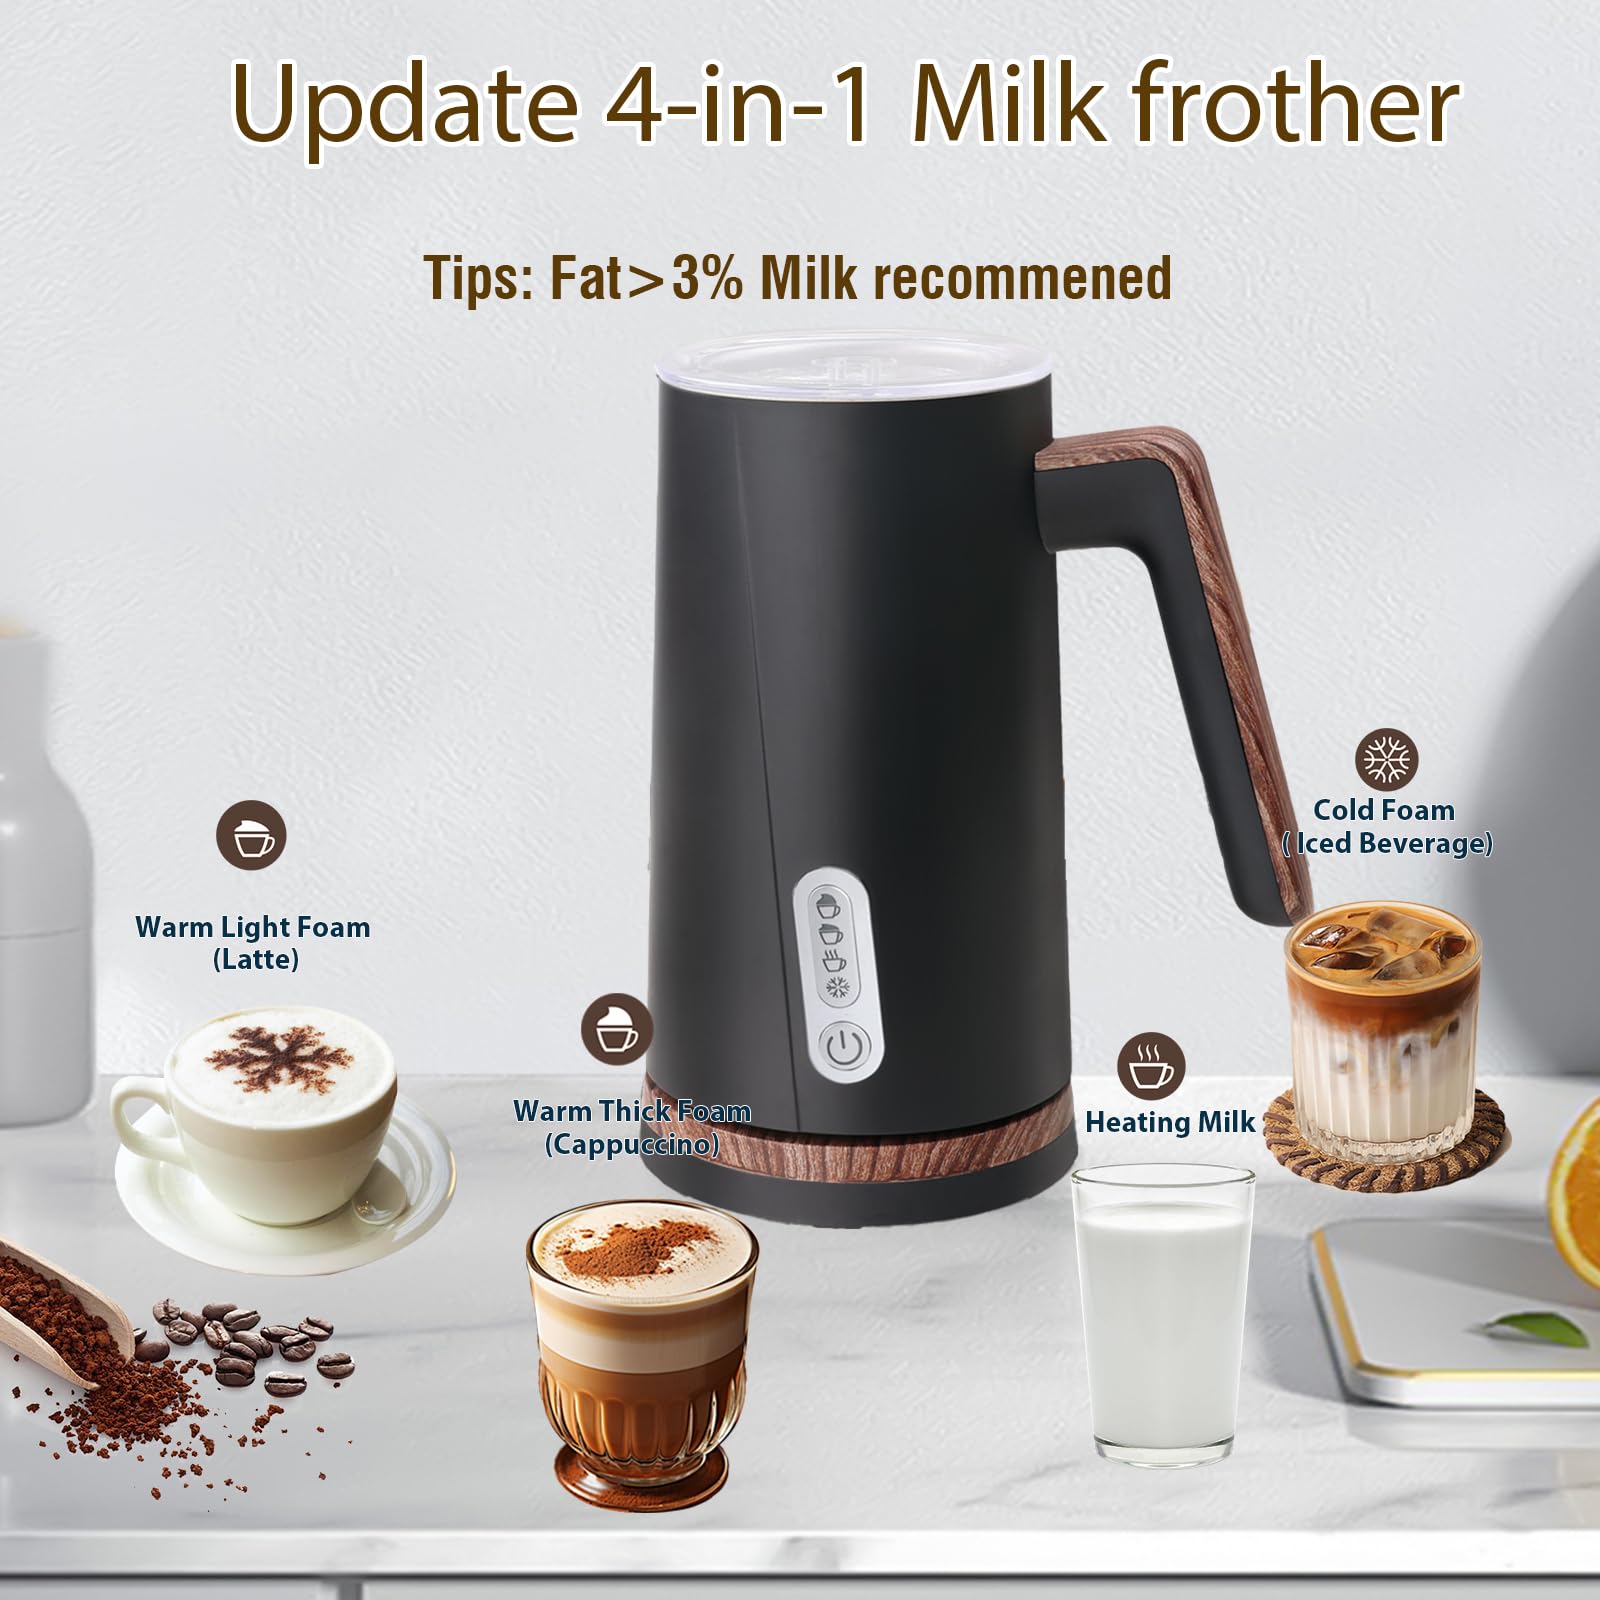 Update 4-in-1 Milk frother
Tips: Fat>3% Milk recommened
Cold Foam
( Iced Beverage)
Warm Light Foam
(Latte)
Warm Thick Foam
(Cappuccino)
Heating Milk